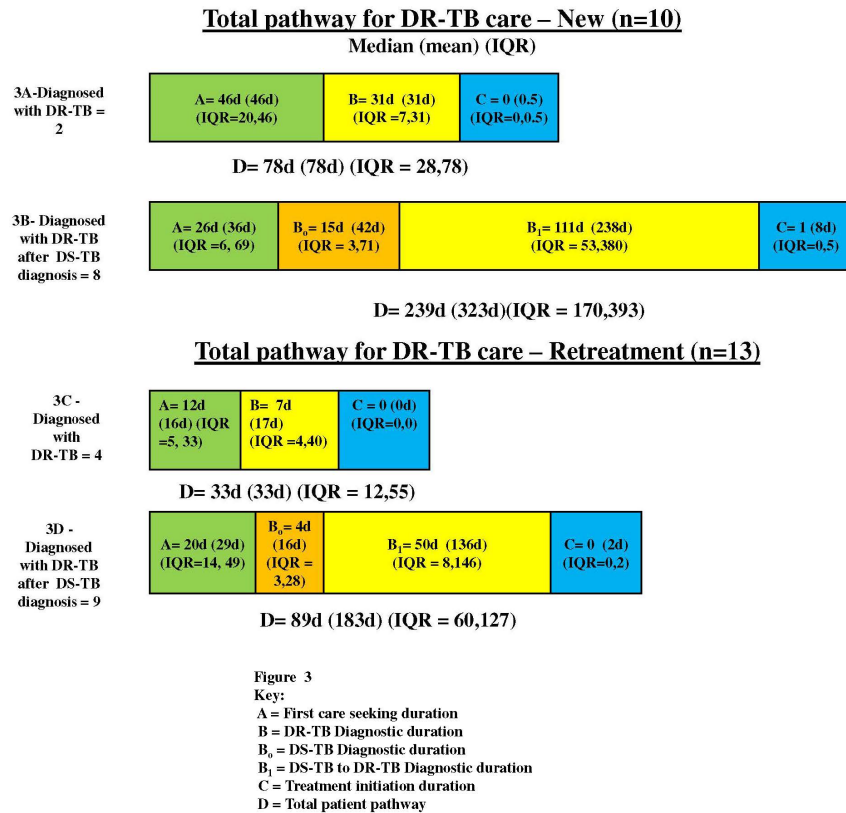 Total pathway for DR-TB care – New (n=10)
Median (mean) (IQR)
3A-Diagnosed
with DR-TB =
2
A= 46d (46d)
(IQR=20,46)
B= 31d (31d)
(IQR =7,31)
C = 0 (0.5)
(IQR=0,0.5)
D= 78d (78d) (IQR = 28,78)
3B- Diagnosed
with DR-TB
after DS-TB
diagnosis = 8
A= 26d (36d)
(IQR =6, 69)
Bo= 15d (42d)
(IQR = 3,71)
B1= 111d (238d)
(IQR = 53,380)
C= 1 (8d)
(IQR=0,5)
D= 239d (323d)(IQR = 170,393)
Total pathway for DR-TB care – Retreatment (n=13)
3C -
Diagnosed
with
DR-TB = 4
A= 12d
(16d) (IQR
=5, 33)
B= 7d
(17d)
(IQR =4,40)
C = 0 (0d)
(IQR=0,0)
D= 33d (33d) (IQR = 12,55)
3D -
Diagnosed
with DR-TB
after DS-TB
diagnosis = 9
A= 20d (29d)
(IQR=14, 49)
Bo= 4d
(16d)
(IQR =
3,28)
B1= 50d (136d)
(IQR = 8,146)
C= 0 (2d)
(IQR=0,2)
D= 89d (183d) (IQR = 60,127)
Figure 3
Key:
A = First care seeking duration
B = DR-TB Diagnostic duration
Bo = DS-TB Diagnostic duration
B1 = DS-TB to DR-TB Diagnostic duration
C = Treatment initiation duration
D = Total patient pathway